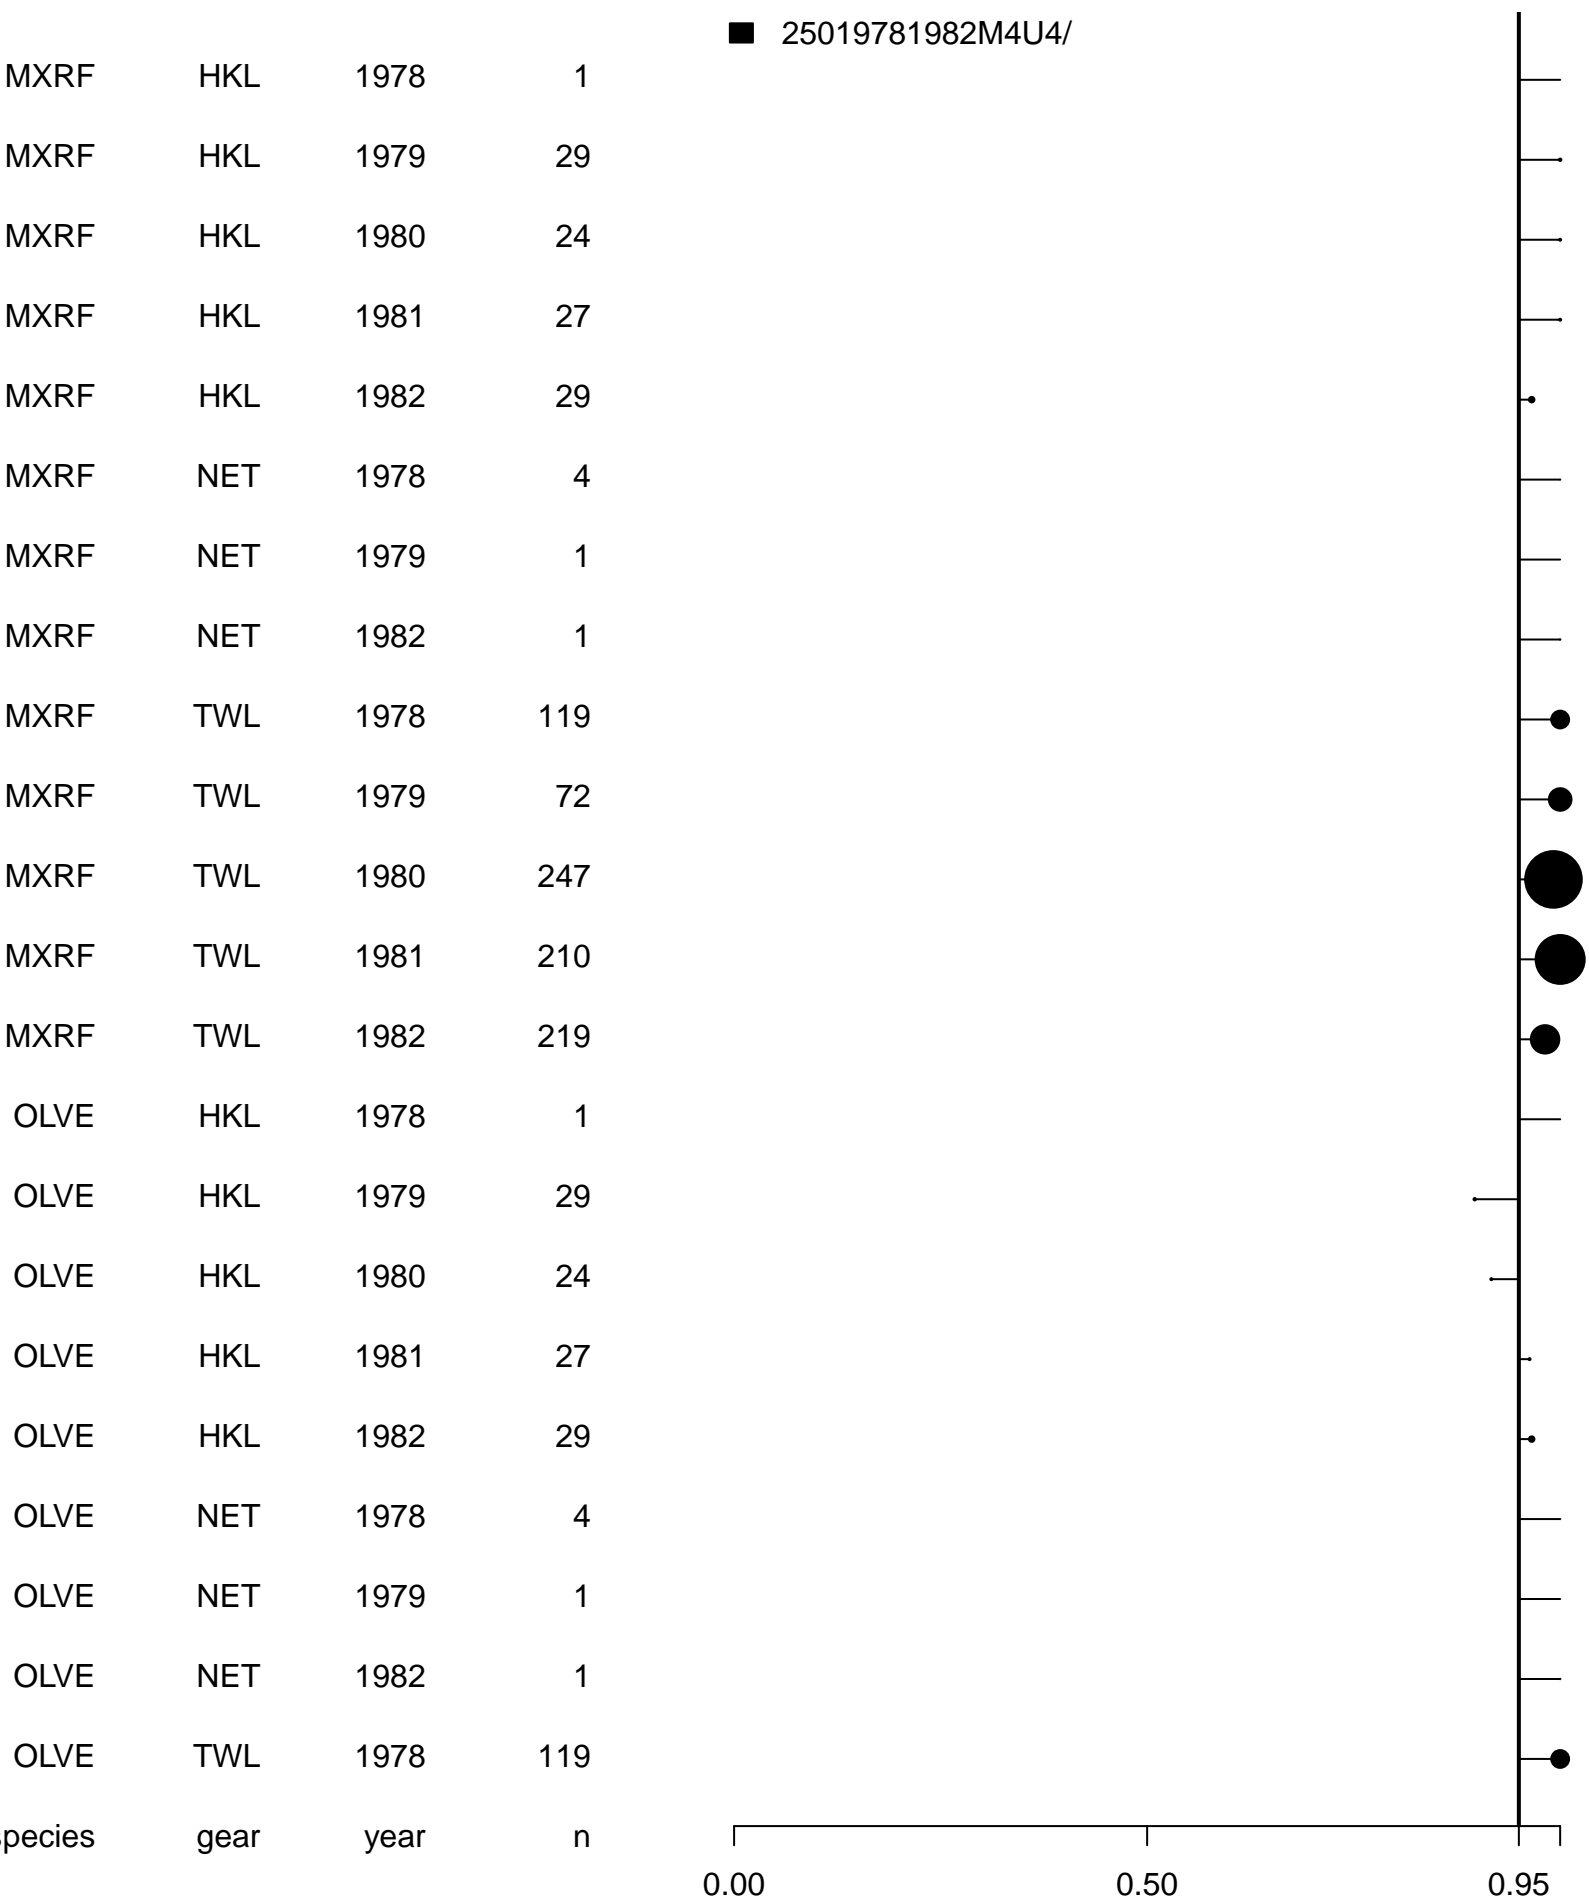 25019781982M4U4/
MXRF HKL 1978 1
MXRF HKL 1979 29
MXRF HKL 1980 24
MXRF HKL 1981 27
MXRF HKL 1982 29
MXRF NET 1978 4
MXRF NET 1979 1
MXRF NET 1982 1
MXRF TWL 1978 119
MXRF TWL 1979 72
MXRF TWL 1980 247
MXRF TWL 1981 210
MXRF TWL 1982 219
OLVE HKL 1978 1
OLVE HKL 1979 29
OLVE HKL 1980 24
OLVE HKL 1981 27
OLVE HKL 1982 29
OLVE NET 1978 4
OLVE NET 1979 1
OLVE NET 1982 1
OLVE TWL 1978 119
species gear year n
0.00 0.50 0.95